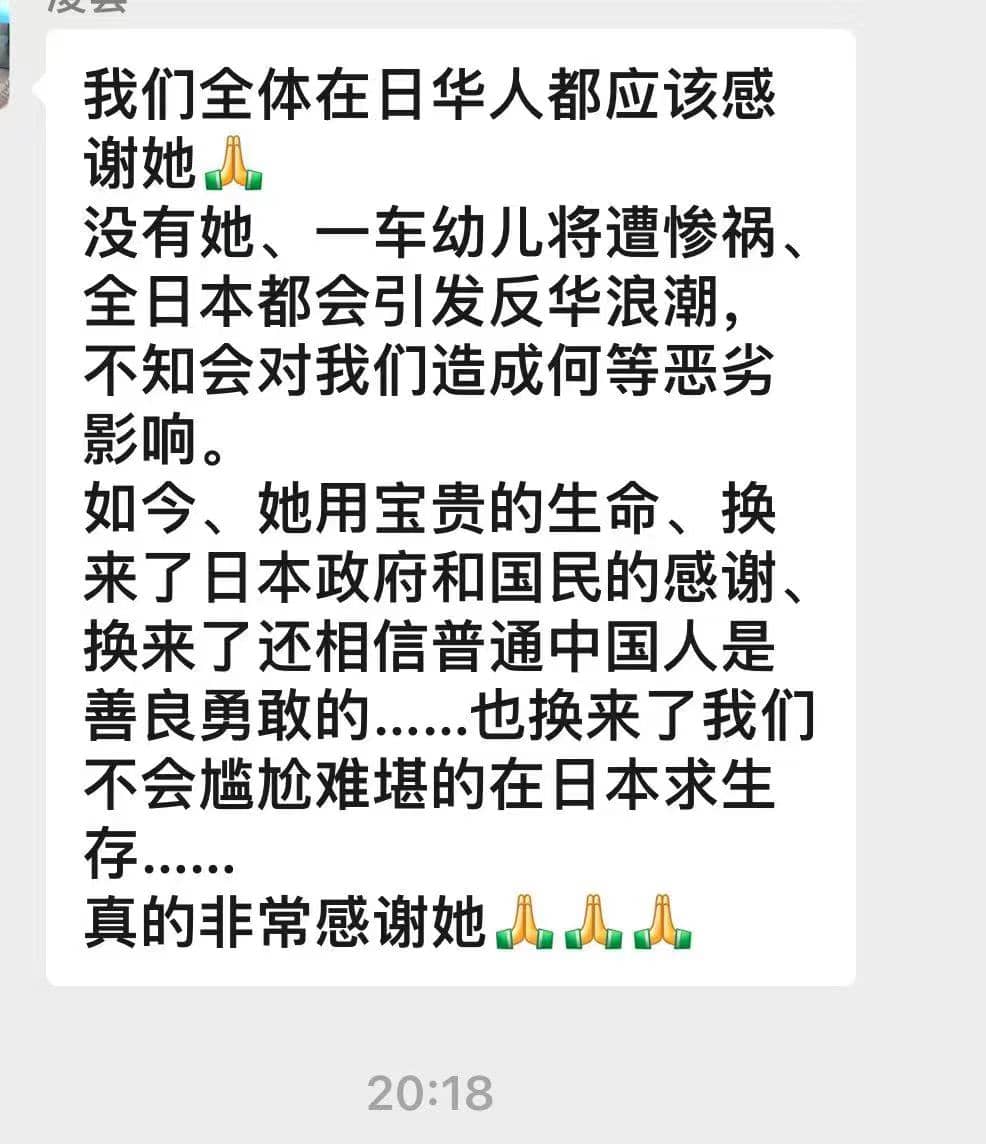 我们全体在日华人都应该感
谢她🙏
没有她、一车幼儿将遭惨祸、
全日本都会引发反华浪潮，
不知会对我们造成何等恶劣
影响。
如今、她用宝贵的生命、换
来了日本政府和国民的感谢、
换来了还相信普通中国人是
善良勇敢的......也换来了我们
不会尴尬难堪的在日本求生
存......
真的非常感谢她🙏🙏🙏
20:18